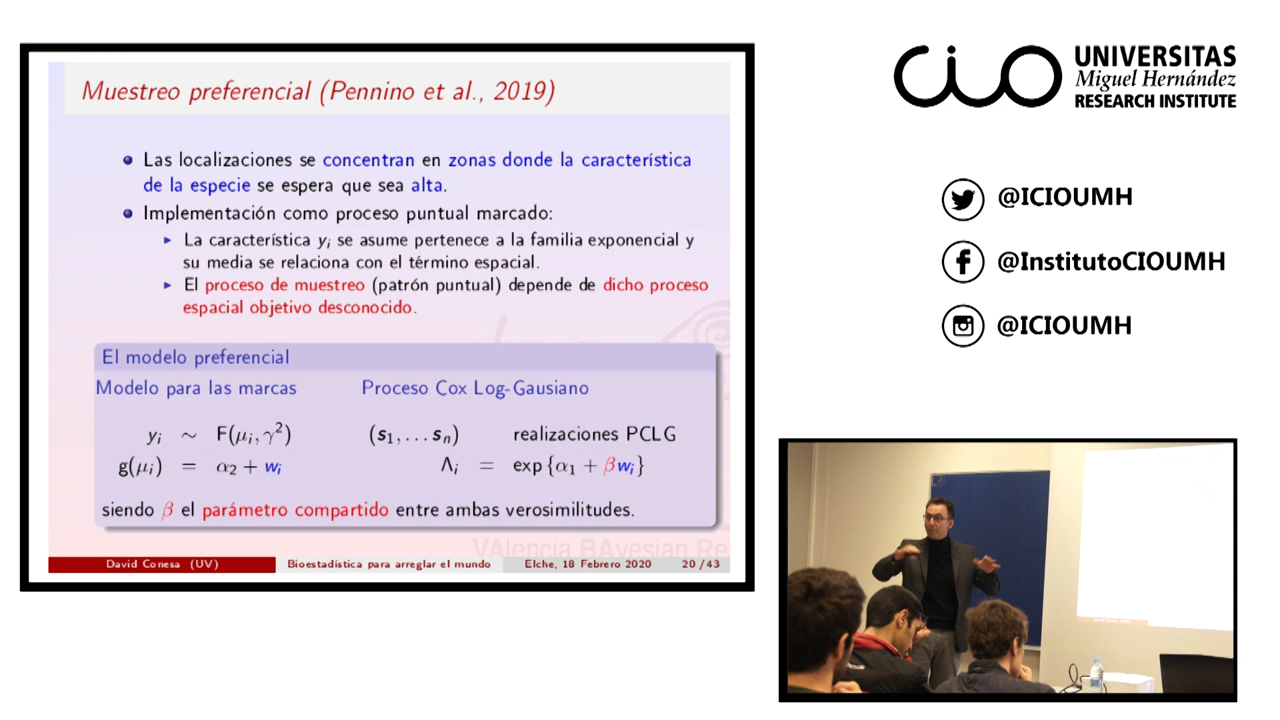 Muestreo preferencial (Pennino et al., 2019)
Las localizaciones se concentran en zonas donde la característica
de la especie se espera que sea alta.
Implementación como proceso puntual marcado:
La característica yᵢ se asume pertenece a la familia exponencial y
su media se relaciona con el término espacial.
El proceso de muestreo (patrón puntual) depende de dicho proceso
espacial objetivo desconocido.
El modelo preferencial
Modelo para las marcas
yᵢ ∼ F(μᵢ, γ²)
g(μᵢ) = α₂ + wᵢ
Proceso Cox Log-Gaussiano
(s₁, . . . sₙ) realizaciones PCLG
Λᵢ = exp {α₁ + βwᵢ}
siendo β el parámetro compartido entre ambas verosimilitudes.
VAlencia BAyesian Re
David Conesa (UV) Bioestadística para arreglar el mundo Elche, 18 Febrero 2020 20 / 43
cio
UNIVERSITAS
Miguel Hernández
RESEARCH INSTITUTE
@ICIOUMH
@InstitutoCIOUMH
@ICIOUMH